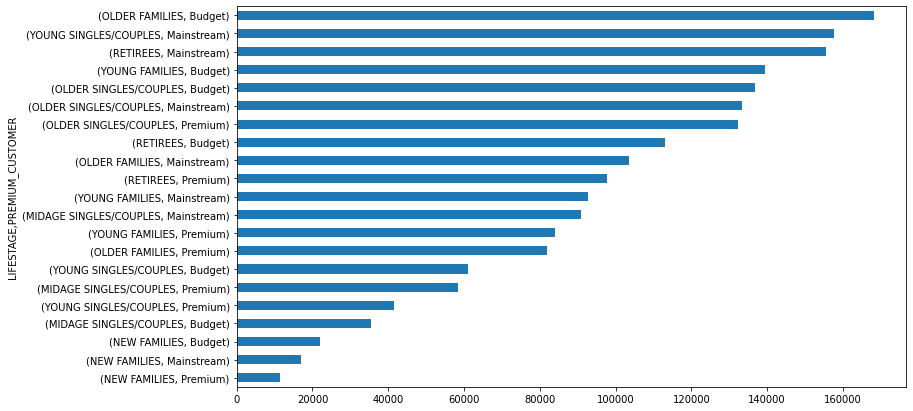 (OLDER FAMILIES, Budget)
(YOUNG SINGLES/COUPLES, Mainstream)
(RETIREES, Mainstream)
(YOUNG FAMILIES, Budget)
(OLDER SINGLES/COUPLES, Budget)
(OLDER SINGLES/COUPLES, Mainstream)
(OLDER SINGLES/COUPLES, Premium)
(RETIREES, Budget)
(OLDER FAMILIES, Mainstream)
(RETIREES, Premium)
(YOUNG FAMILIES, Mainstream)
(MIDAGE SINGLES/COUPLES, Mainstream)
(YOUNG FAMILIES, Premium)
(OLDER FAMILIES, Premium)
(YOUNG SINGLES/COUPLES, Budget)
(MIDAGE SINGLES/COUPLES, Premium)
(YOUNG SINGLES/COUPLES, Premium)
(MIDAGE SINGLES/COUPLES, Budget)
(NEW FAMILIES, Budget)
(NEW FAMILIES, Mainstream)
(NEW FAMILIES, Premium)
LIFESTAGE,PREMIUM_CUSTOMER
0 20000 40000 60000 80000 100000 120000 140000 160000